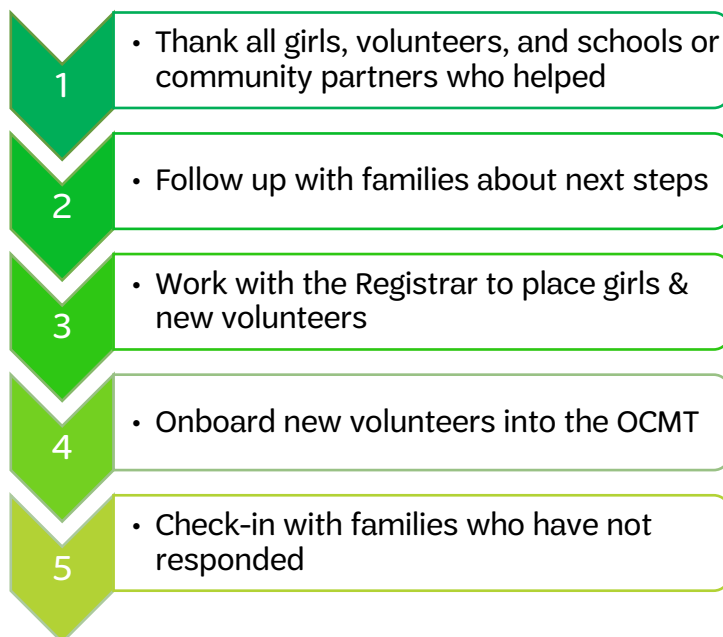 1
• Thank all girls, volunteers, and schools or
community partners who helped
2
• Follow up with families about next steps
3
• Work with the Registrar to place girls &
new volunteers
4
• Onboard new volunteers into the OCMT
5
• Check-in with families who have not
responded